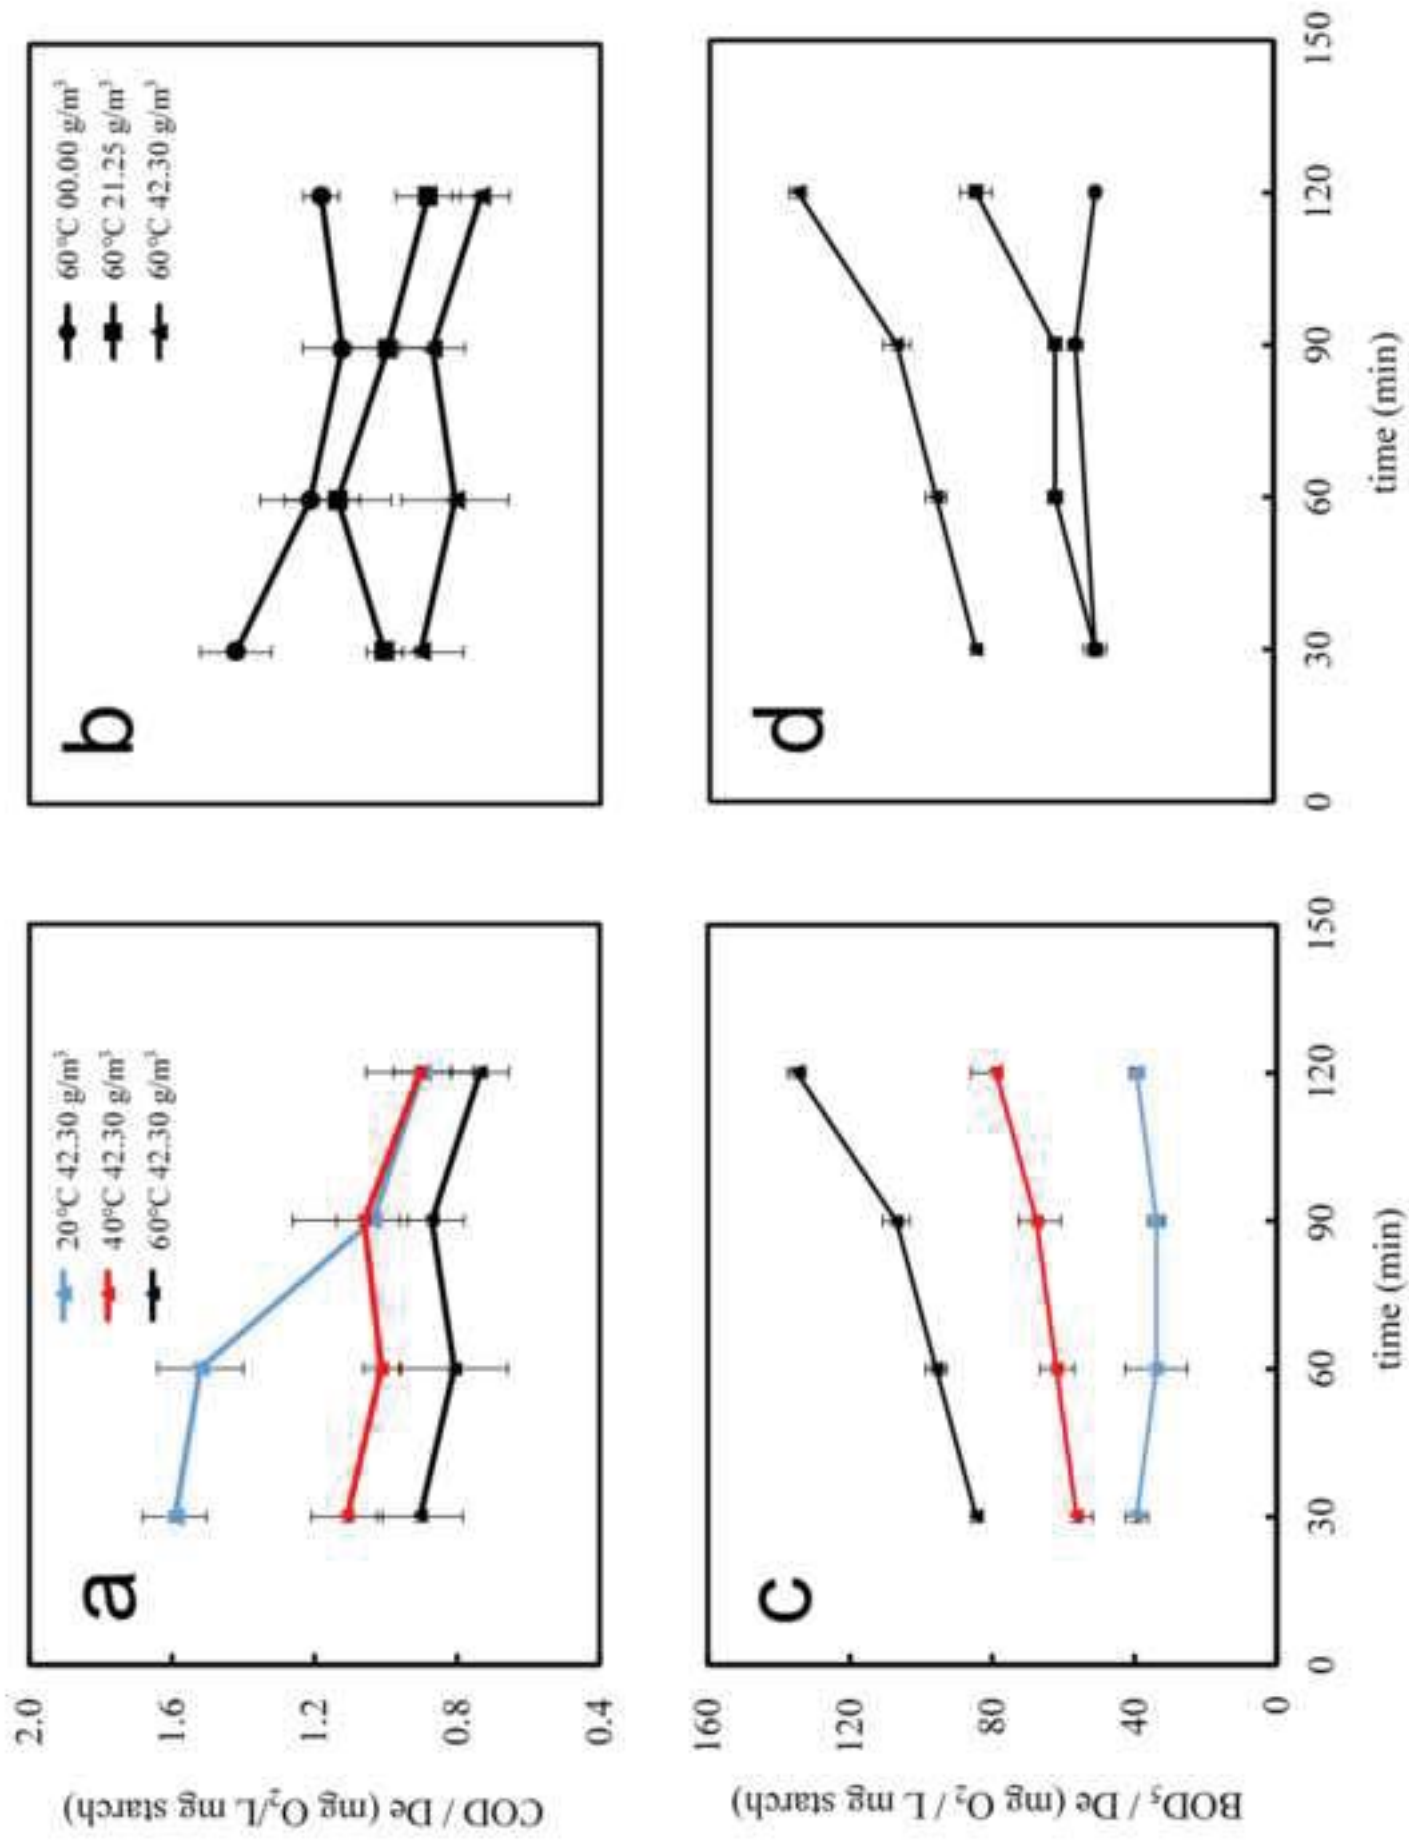 a
20°C 42.30 g/m³
40°C 42.30 g/m³
60°C 42.30 g/m³
2.0
1.6
1.2
0.8
0.4
COD / De (mg O₂/L mg starch)
b
60°C 00.00 g/m³
60°C 21.25 g/m³
60°C 42.30 g/m³
c
160
120
80
40
0
BOD₅ / De (mg O₂ / L mg starch)
0 30 60 90 120 150
time (min)
d
0 30 60 90 120 150
time (min)